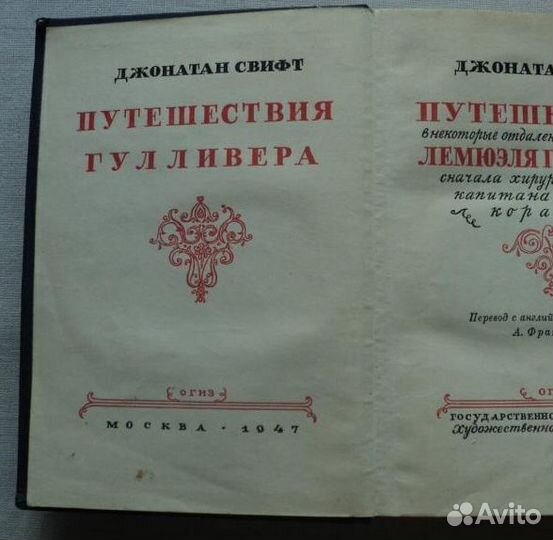 ДЖОНАТАН СВИФТ
ПУТЕШЕСТВИЯ
ГУЛЛИВЕРА
ОГИЗ
МОСКВА · 1947
ДЖОНАТА
ПУТЕШ
в некоторые отдален
ЛЕМЮЭЛЯ Г
сначала хирур
капитана
кора
Перевод с англий
А. Фра
ОГ
ГОСУДАРСТВЕННО
Художественно
Avito